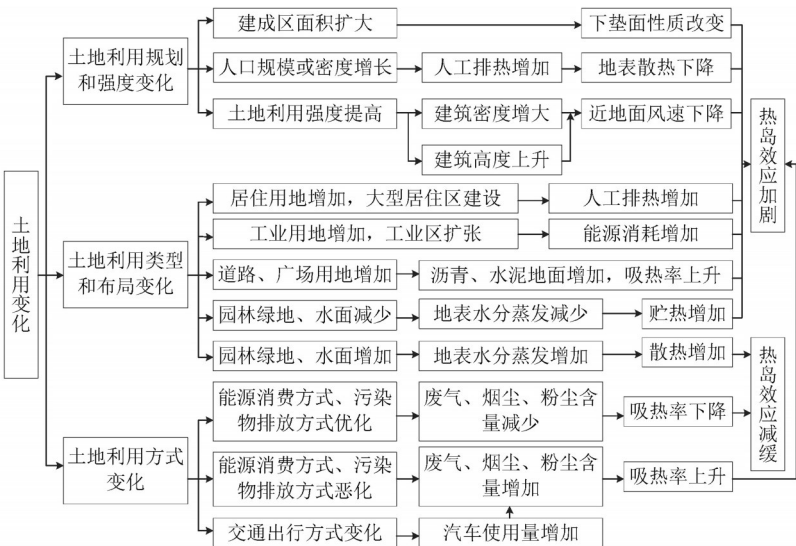 土地利用变化
土地利用规划
和强度变化
建成区面积扩大
下垫面性质改变
人口规模或密度增长
人工排热增加
地表散热下降
土地利用强度提高
建筑密度增大
近地面风速下降
建筑高度上升
热岛效应加剧
土地利用类型
和布局变化
居住用地增加，大型居住区建设
人工排热增加
工业用地增加，工业区扩张
能源消耗增加
道路、广场用地增加
沥青、水泥地面增加，吸热率上升
园林绿地、水面减少
地表水分蒸发减少
贮热增加
园林绿地、水面增加
地表水分蒸发增加
散热增加
热岛效应减缓
土地利用方式
变化
能源消费方式、污染
物排放方式优化
废气、烟尘、粉尘含
量减少
吸热率下降
能源消费方式、污染
物排放方式恶化
废气、烟尘、粉尘含
量增加
吸热率上升
交通出行方式变化
汽车使用量增加